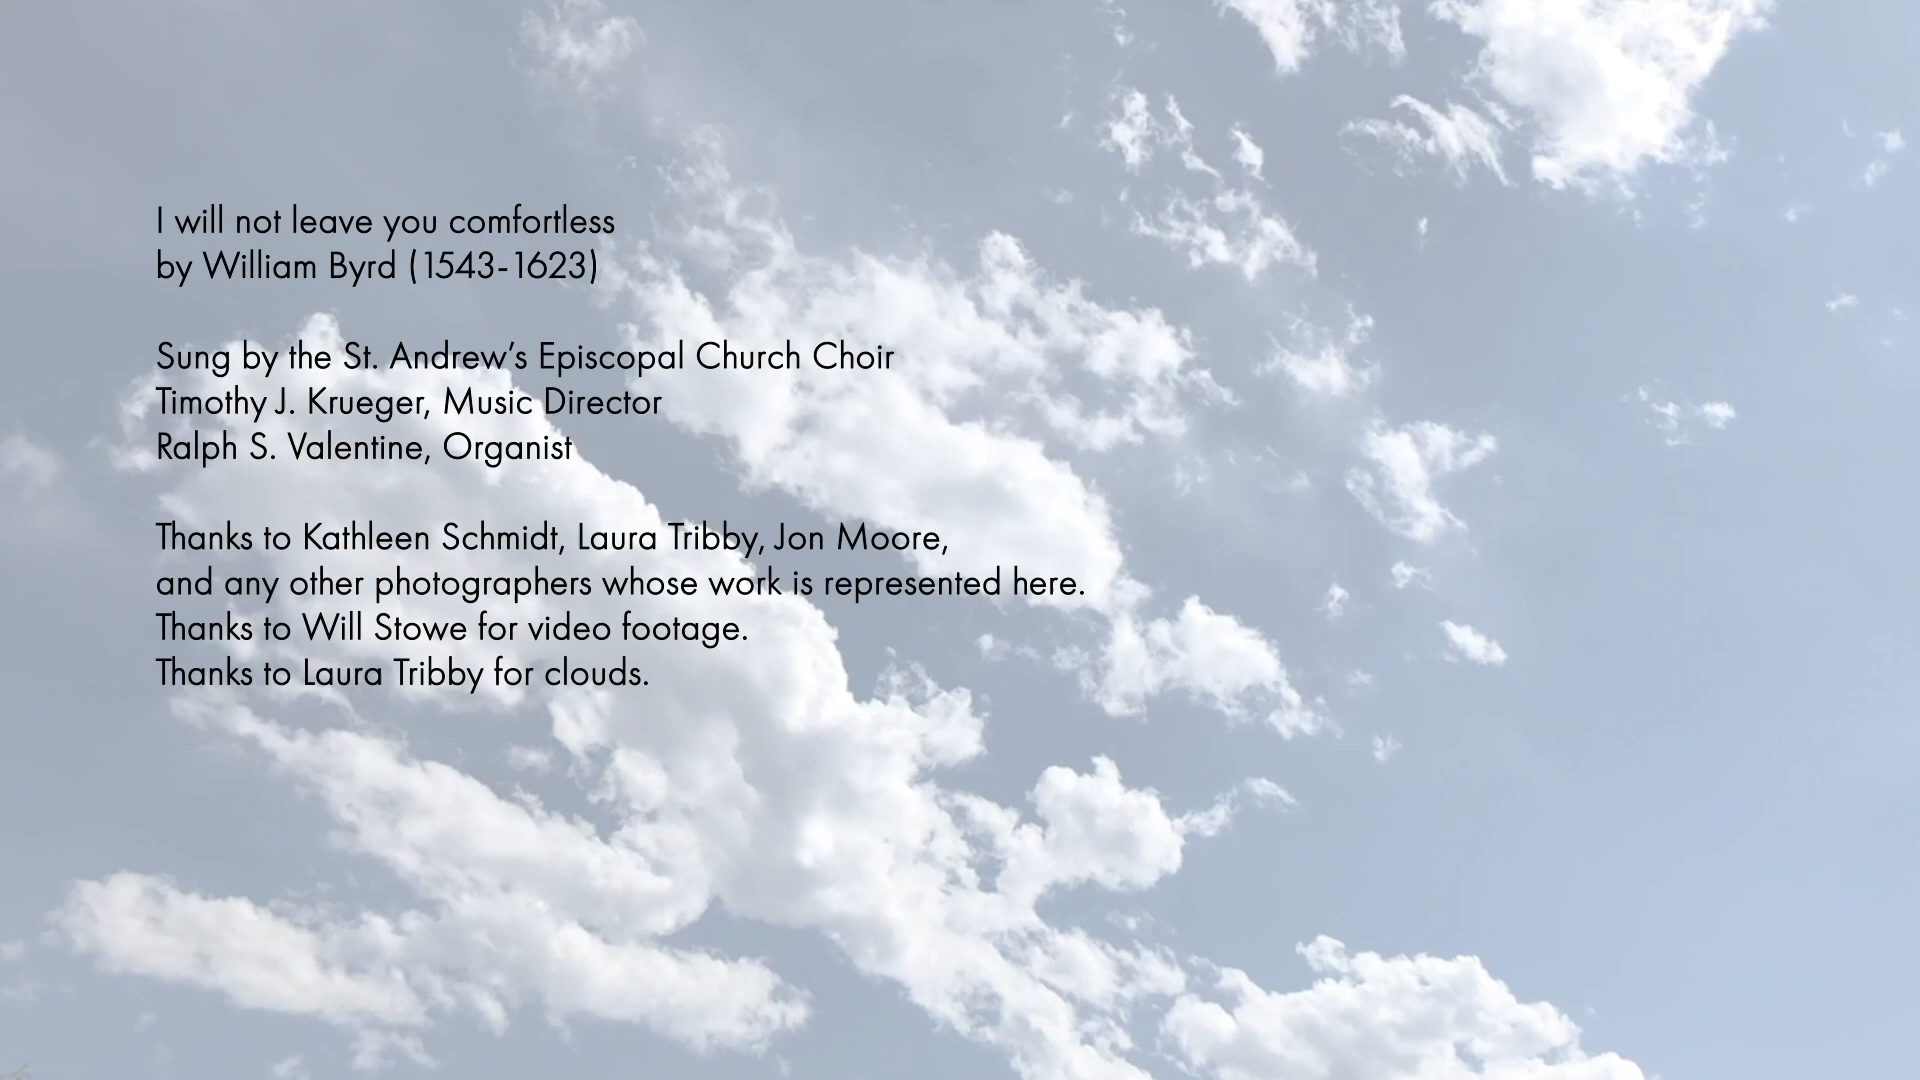 I will not leave you comfortless
by William Byrd (1543-1623)
Sung by the St. Andrew’s Episcopal Church Choir
Timothy J. Krueger, Music Director
Ralph S. Valentine, Organist
Thanks to Kathleen Schmidt, Laura Tribby, Jon Moore,
and any other photographers whose work is represented here.
Thanks to Will Stowe for video footage.
Thanks to Laura Tribby for clouds.